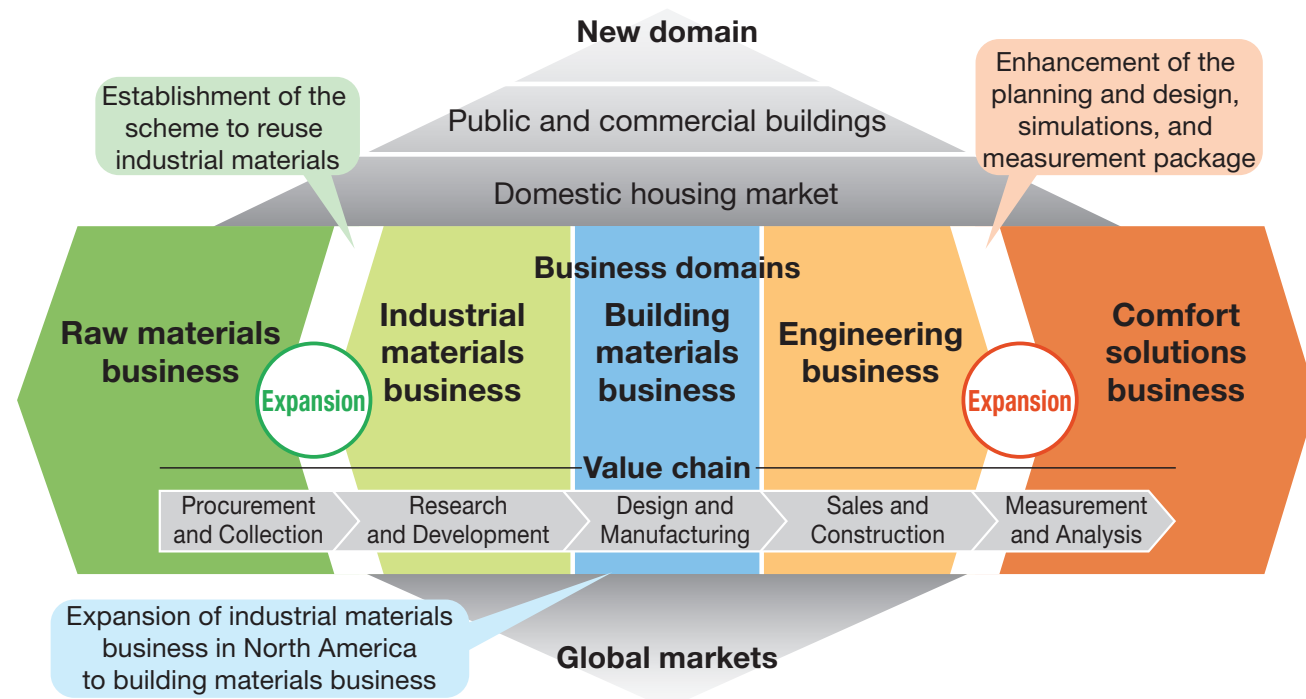 New domain
Establishment of the
scheme to reuse
industrial materials
Enhancement of the
planning and design,
simulations, and
measurement package
Public and commercial buildings
Domestic housing market
Business domains
Raw materials
business
Expansion
Industrial
materials
business
Building
materials
business
Engineering
business
Expansion
Comfort
solutions
business
Value chain
Procurement
and Collection
Research
and Development
Design and
Manufacturing
Sales and
Construction
Measurement
and Analysis
Expansion of industrial materials
business in North America
to building materials business
Global markets